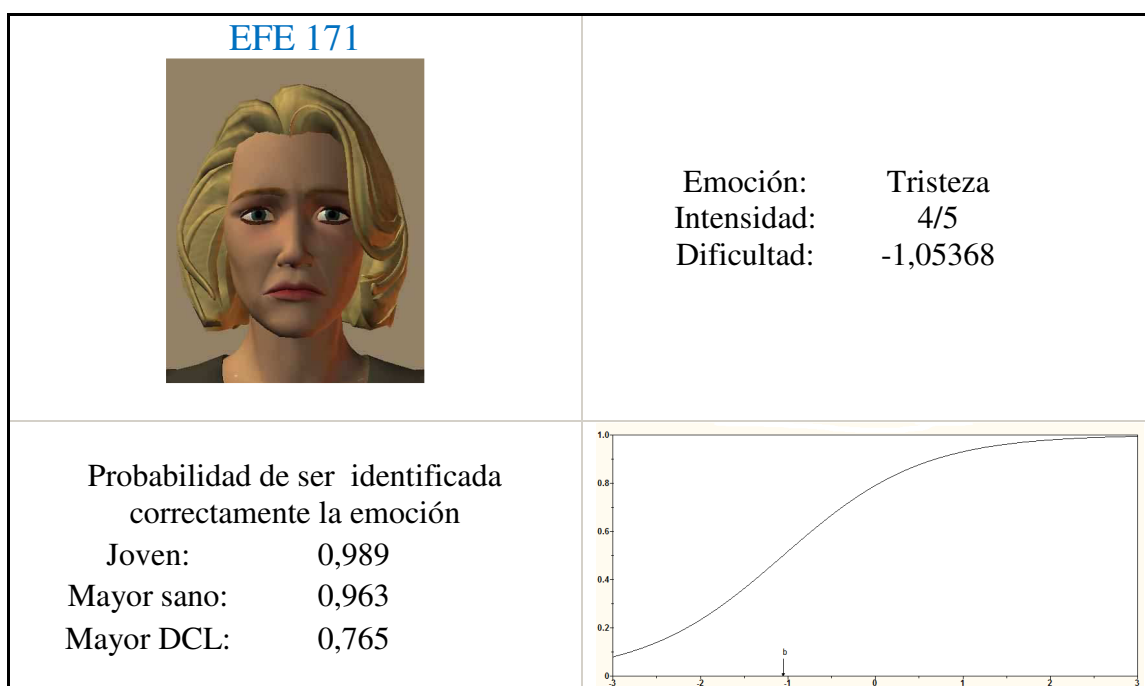 EFE 171
Emoción: Tristeza
Intensidad: 4/5
Dificultad: -1,05368
Probabilidad de ser identificada
correctamente la emoción
Joven: 0,989
Mayor sano: 0,963
Mayor DCL: 0,765
1.0
0.8
0.6
0.4
0.2
0
b
-3 -2 -1 0 1 2 3